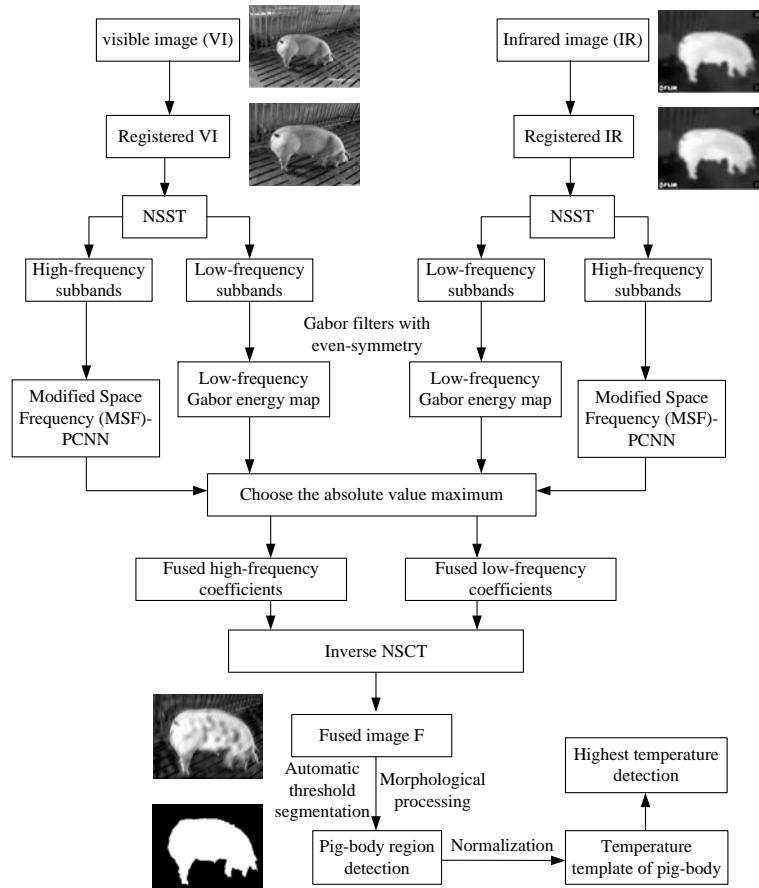 visible image (VI)
Infrared image (IR)
Registered VI
Registered IR
NSST
NSST
High-frequency
subbands
Low-frequency
subbands
Low-frequency
subbands
High-frequency
subbands
Gabor filters with
even-symmetry
Modified Space
Frequency (MSF)-
PCNN
Low-frequency
Gabor energy map
Low-frequency
Gabor energy map
Modified Space
Frequency (MSF)-
PCNN
Choose the absolute value maximum
Fused high-frequency
coefficients
Fused low-frequency
coefficients
Inverse NSCT
Fused image F
Automatic
threshold
segmentation
Morphological
processing
Highest temperature
detection
Pig-body region
detection
Normalization
Temperature
template of pig-body
◊FLIR
◊FLIR